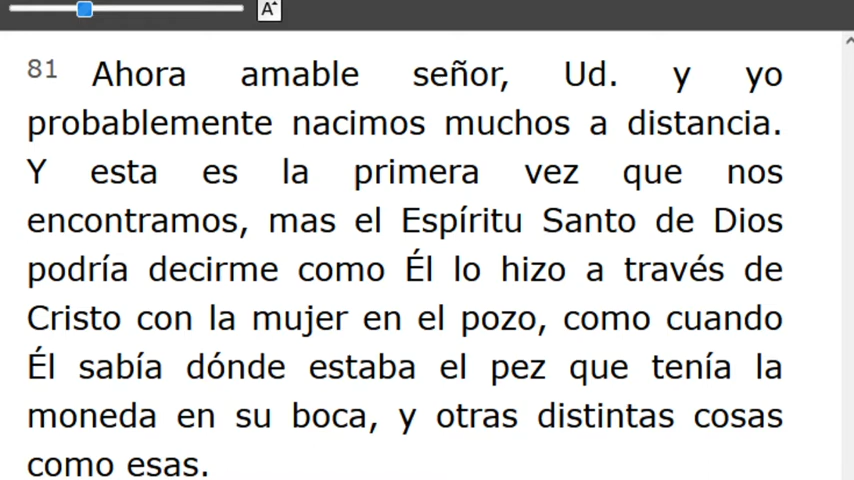 A
81 Ahora amable señor, Ud. y yo
probablemente nacimos muchos a distancia.
Y esta es la primera vez que nos
encontramos, mas el Espíritu Santo de Dios
podría decirme como Él lo hizo a través de
Cristo con la mujer en el pozo, como cuando
Él sabía dónde estaba el pez que tenía la
moneda en su boca, y otras distintas cosas
como esas.